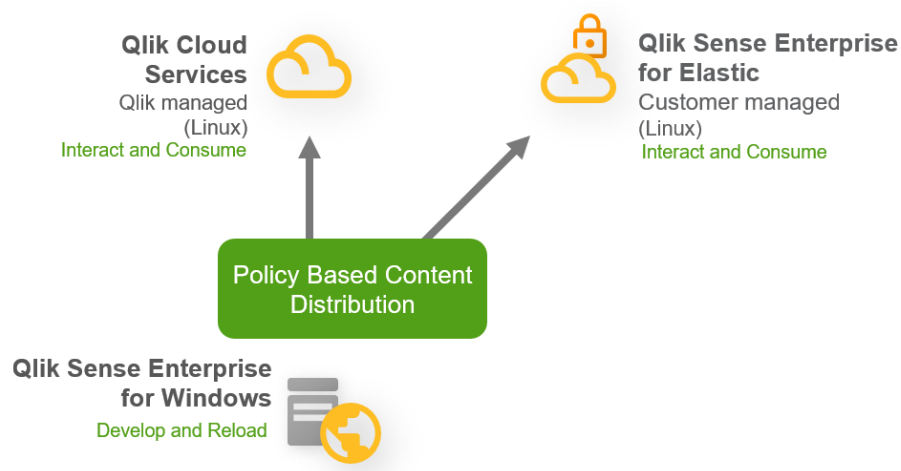 Qlik Cloud
Services
Qlik managed
(Linux)
Interact and Consume
Qlik Sense Enterprise
for Elastic
Customer managed
(Linux)
Interact and Consume
Policy Based Content
Distribution
Qlik Sense Enterprise
for Windows
Develop and Reload